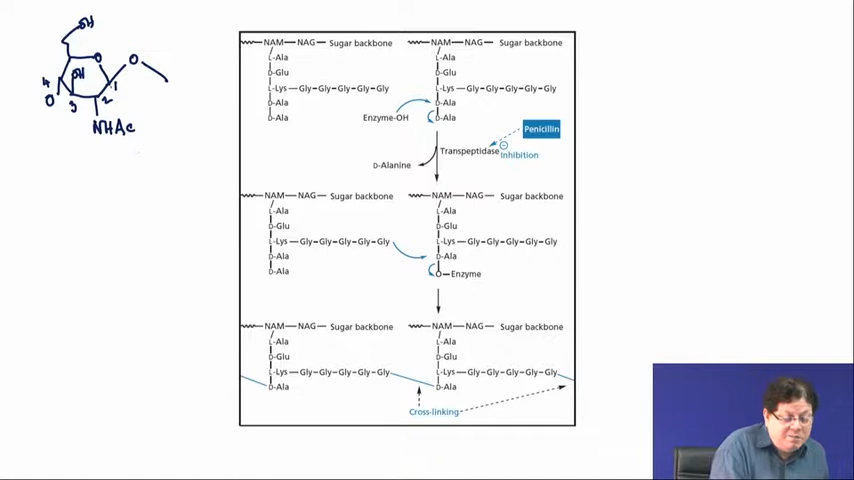 OH
O
O
4
OH
1
O
3
2
NHAc
NAM—NAG— Sugar backbone
NAM—NAG— Sugar backbone
L-Ala
L-Ala
D-Glu
D-Glu
L-Lys—Gly—Gly—Gly—Gly—Gly
L-Lys—Gly—Gly—Gly—Gly—Gly
D-Ala
D-Ala
D-Ala
Enzyme-OH
D-Ala
Penicillin
Transpeptidase
Inhibition
D-Alanine
NAM—NAG— Sugar backbone
NAM—NAG— Sugar backbone
L-Ala
L-Ala
D-Glu
D-Glu
L-Lys—Gly—Gly—Gly—Gly—Gly
L-Lys—Gly—Gly—Gly—Gly—Gly
D-Ala
D-Ala
D-Ala
O—Enzyme
NAM—NAG— Sugar backbone
NAM—NAG— Sugar backbone
L-Ala
L-Ala
D-Glu
D-Glu
L-Lys—Gly—Gly—Gly—Gly—Gly
L-Lys—Gly—Gly—Gly—Gly—Gly
D-Ala
D-Ala
Cross-linking